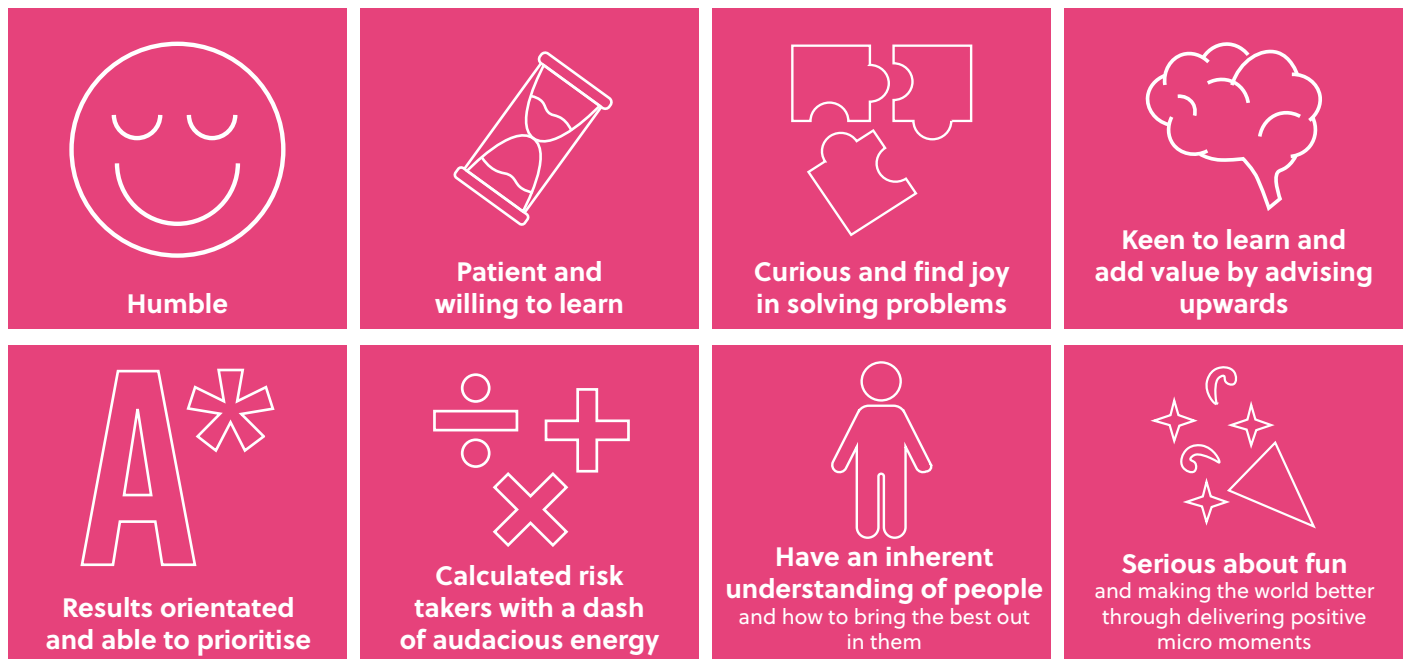 Humble
Patient and
willing to learn
Curious and find joy
in solving problems
Keen to learn and
add value by advising
upwards
A*
Results orientated
and able to prioritise
Calculated risk
takers with a dash
of audacious energy
Have an inherent
understanding of people
and how to bring the best out
in them
Serious about fun
and making the world better
through delivering positive
micro moments